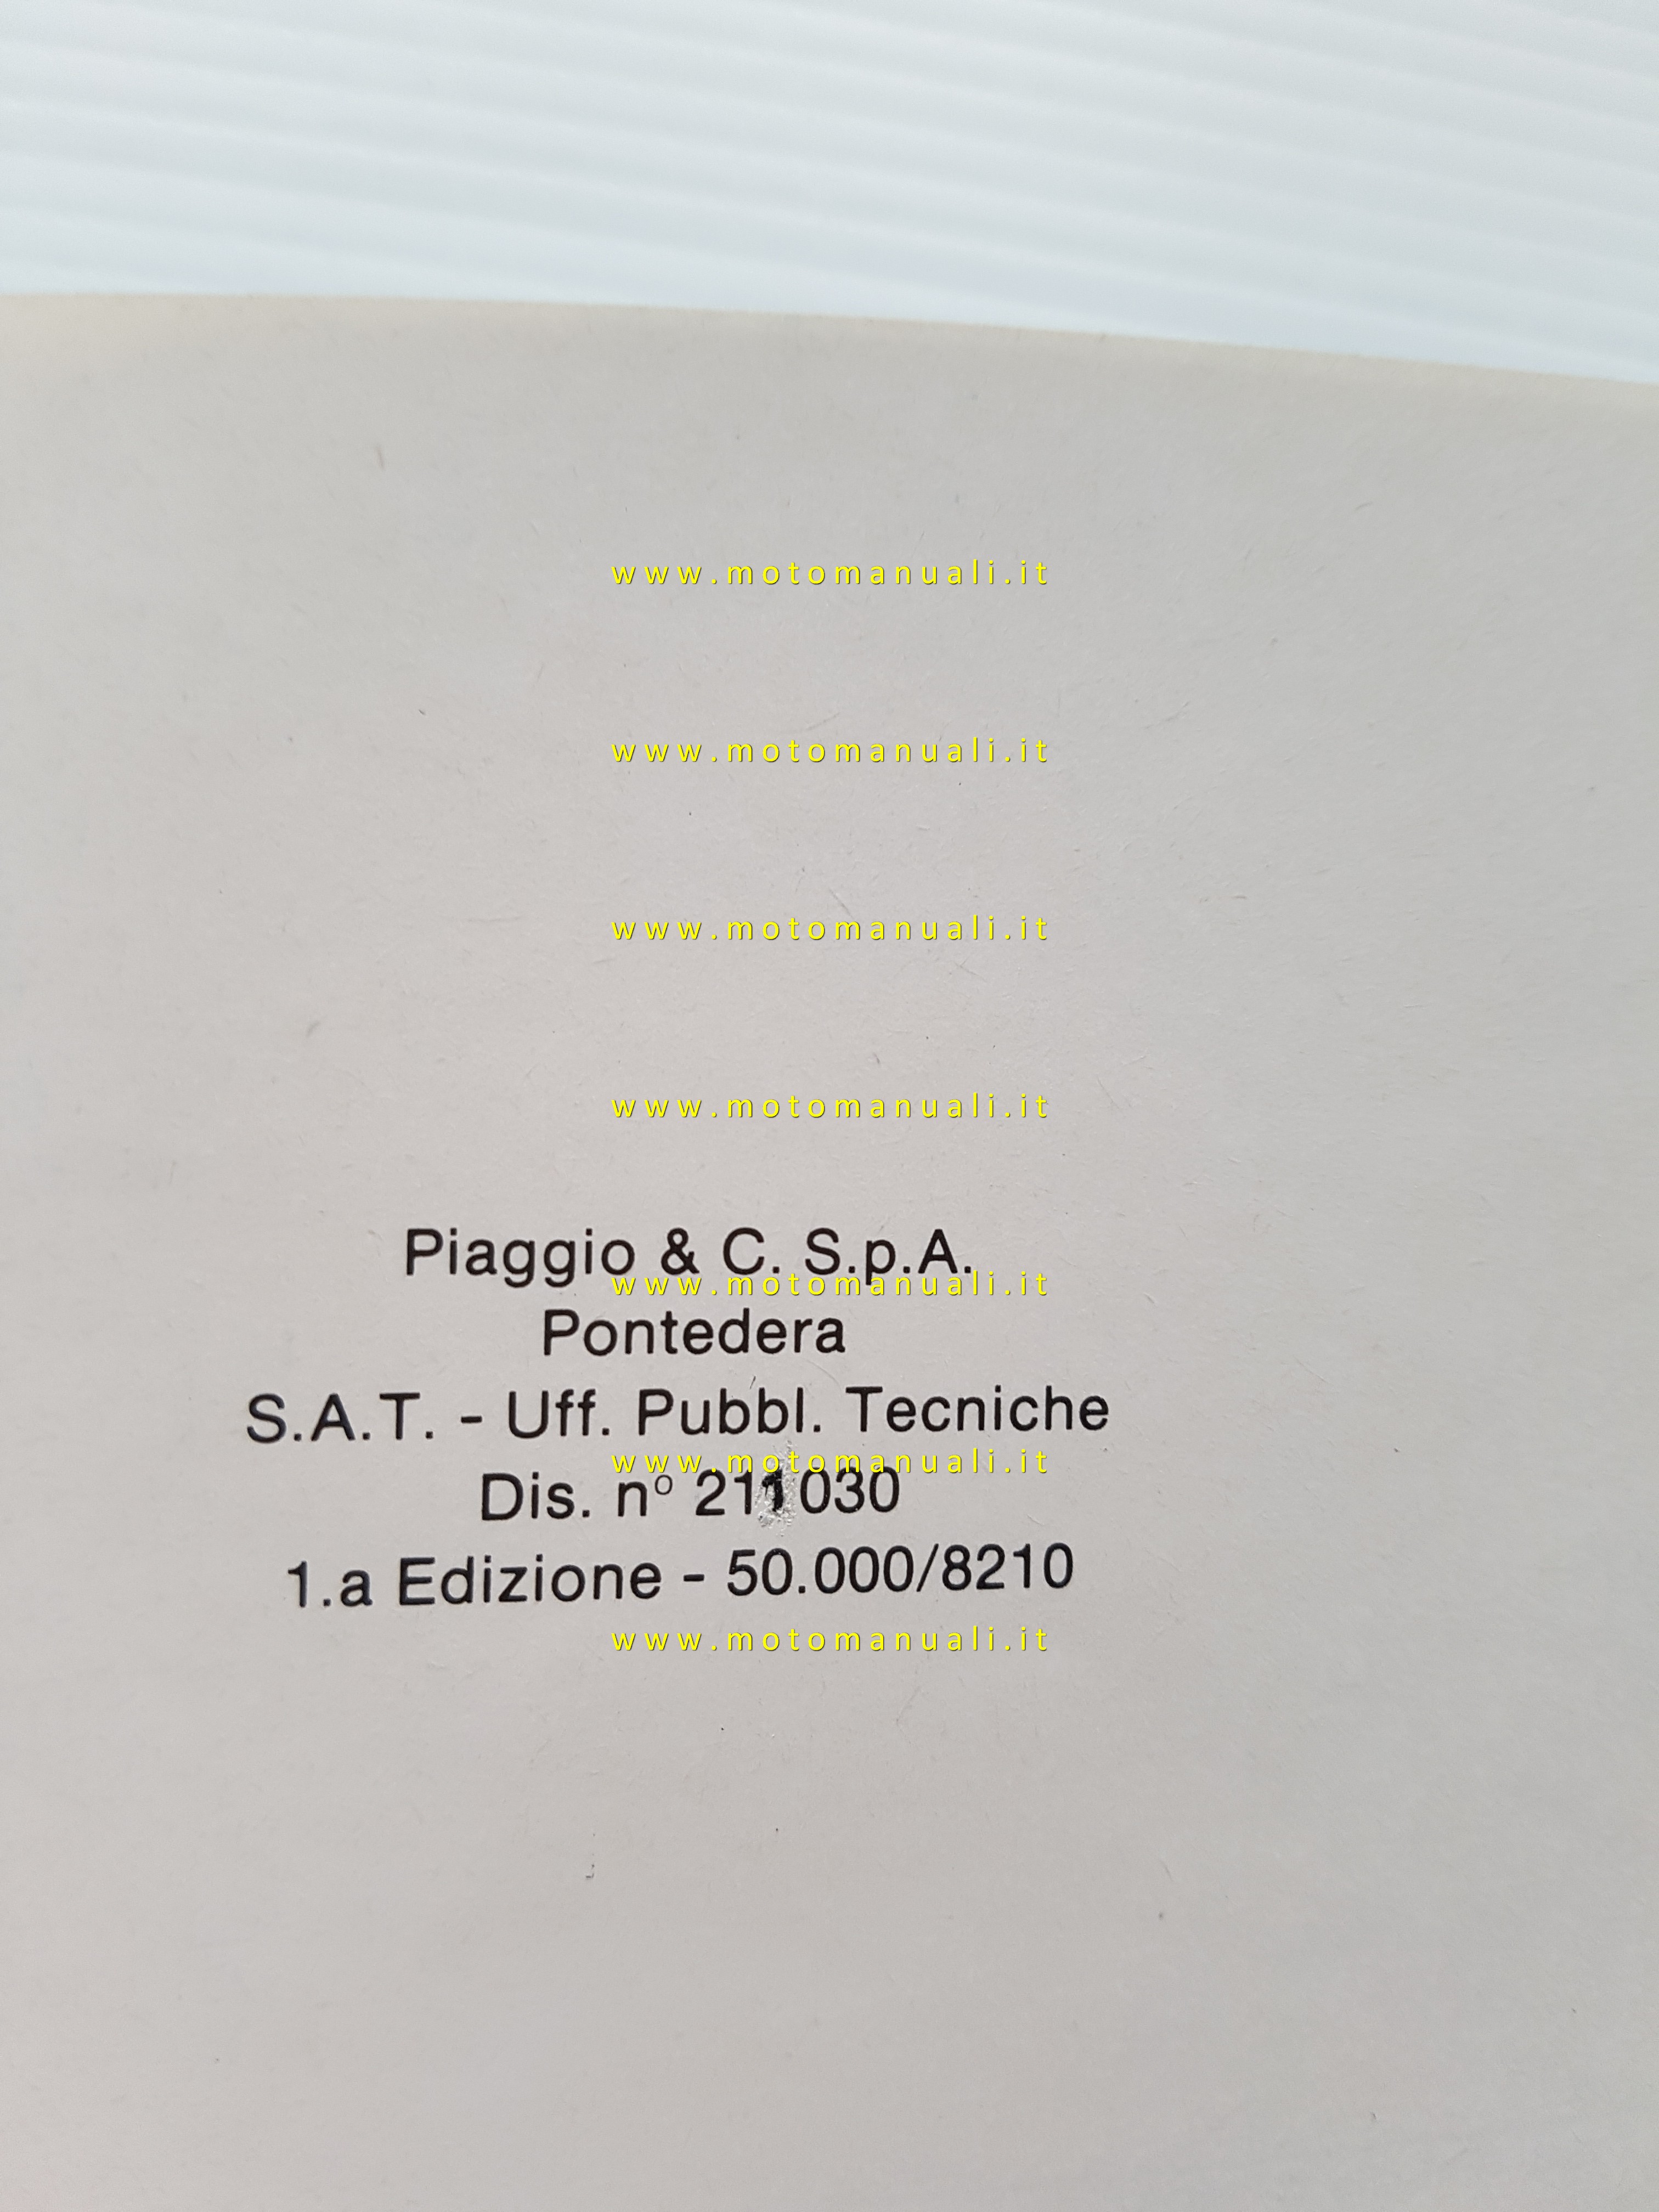 www.motomanuali.it
www.motomanuali.it
www.motomanuali.it
www.motomanuali.it
Piaggio & C. S.p.A.
www.motomanuali.it
Pontedera
S.A.T. - Uff. Pubbl. Tecniche
www.motomanuali.it
Dis. nº 211030
1.a Edizione - 50.000/8210
www.motomanuali.it